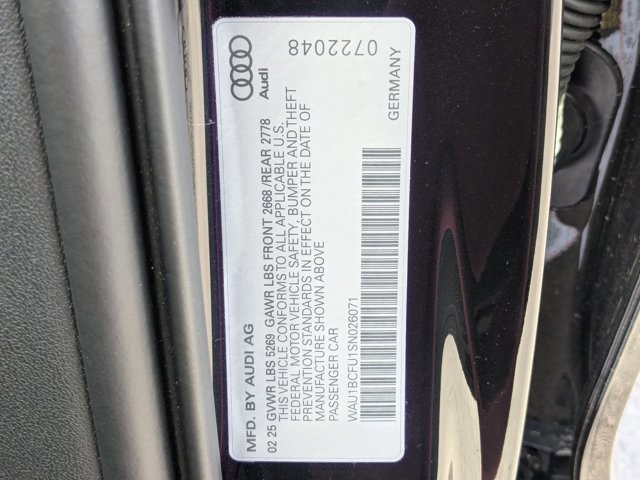 MFD. BY AUDI AG
Audi
02 25 GVWR LBS 5269 GAWR LBS FRONT 2668 /REAR 2778
THIS VEHICLE CONFORMS TO ALL APPLICABLE U.S.
FEDERAL MOTOR VEHICLE SAFETY, BUMPER AND THEFT
PREVENTION STANDARDS IN EFFECT ON THE DATE OF
MANUFACTURE SHOWN ABOVE
PASSENGER CAR
WAU1BCFU1SN026071
GERMANY
0722048